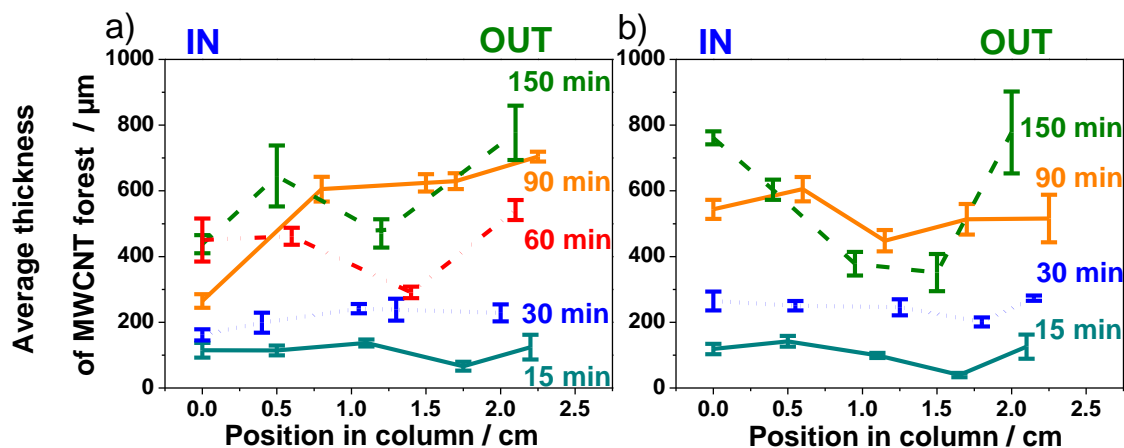 a)
IN
OUT
b)
IN
OUT
Average thickness
of MWCNT forest / µm
1000
800
600
400
200
0
150 min
90 min
60 min
30 min
15 min
0.0 0.5 1.0 1.5 2.0 2.5
Position in column / cm
1000
800
600
400
200
0
150 min
90 min
30 min
15 min
0.0 0.5 1.0 1.5 2.0 2.5
Position in column / cm